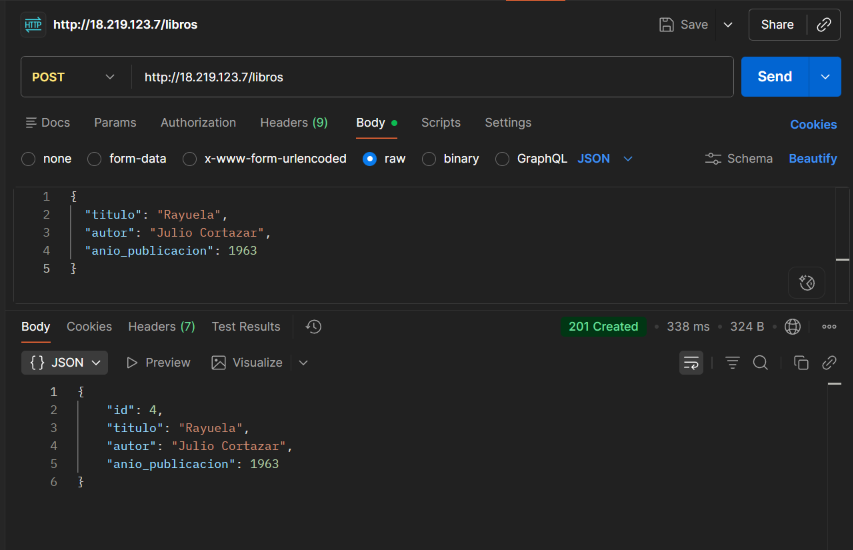 HTTP http://18.219.123.7/libros Save Share
POST http://18.219.123.7/libros Send
Docs Params Authorization Headers (9) Body Scripts Settings Cookies
none form-data x-www-form-urlencoded raw binary GraphQL JSON Schema Beautify
1 {
2 "titulo": "Rayuela",
3 "autor": "Julio Cortazar",
4 "anio_publicacion": 1963
5 }
Body Cookies Headers (7) Test Results 201 Created 338 ms 324 B
{} JSON Preview Visualize
1 {
2 "id": 4,
3 "titulo": "Rayuela",
4 "autor": "Julio Cortazar",
5 "anio_publicacion": 1963
6 }